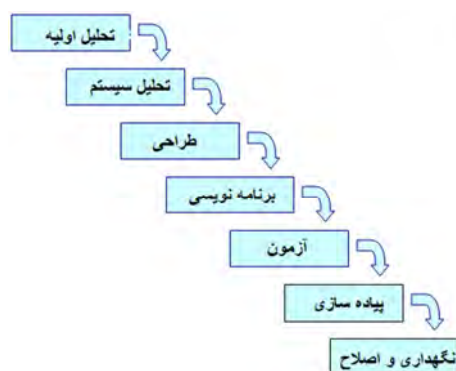 تحلیل اولیه
تحلیل سیستم
طراحی
برنامه نویسی
آزمون
پیاده سازی
نگهداری و اصلاح